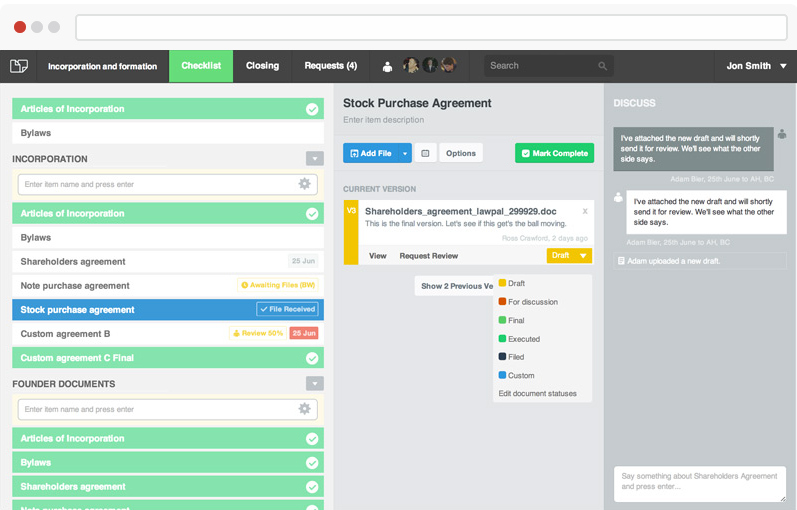 Incorporation and formation
Checklist
Closing
Requests (4)
Search
Jon Smith
Articles of Incorporation
Bylaws
INCORPORATION
Enter item name and press enter
Articles of Incorporation
Bylaws
Shareholders agreement
25 Jun
Note purchase agreement
Awaiting Files (BW)
Stock purchase agreement
File Received
Custom agreement B
Review 50%
25 Jun
Custom agreement C Final
FOUNDER DOCUMENTS
Enter item name and press enter
Articles of Incorporation
Bylaws
Shareholders agreement
Note purchase agreement
Stock Purchase Agreement
Enter item description
Add File
Options
Mark Complete
CURRENT VERSION
V3
Shareholders_agreement_lawpal_299929.doc
x
This is the final version. Let's see if this get's the ball moving.
Ross Crawford, 2 days ago
View
Request Review
Draft
Show 2 Previous Ve
Draft
For discussion
Final
Executed
Filed
Custom
Edit document statuses
DISCUSS
I've attached the new draft and will shortly
send it for review. We'll see what the other
side says.
Adam Bier, 25th June to AH, BC
I've attached the new draft and will shortly
send it for review. We'll see what the other
side says.
Adam Bier, 25th June to AH, BC
Adam uploaded a new draft.
Say something about Shareholders Agreement
and press enter...